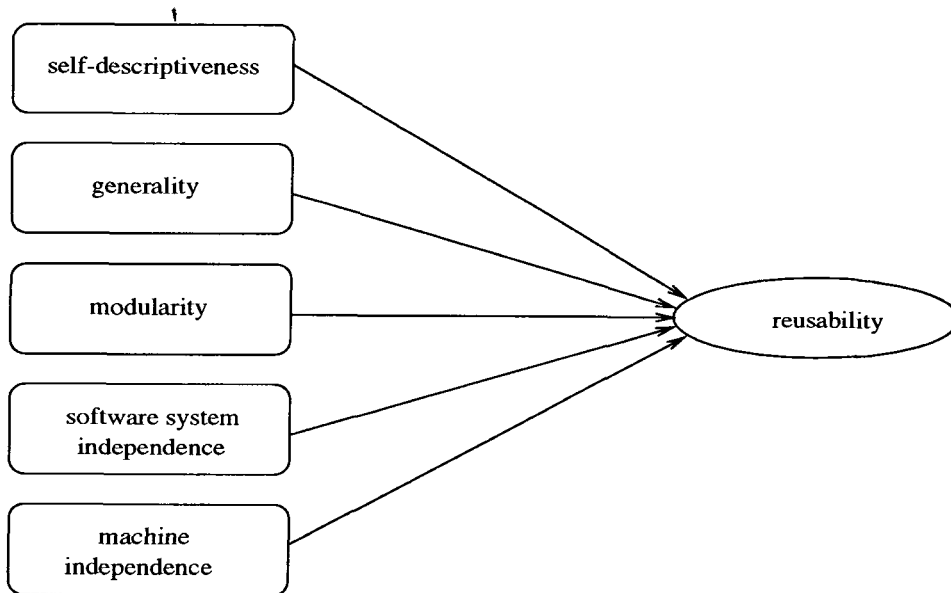 self-descriptiveness
generality
modularity
software system
independence
machine
independence
reusability